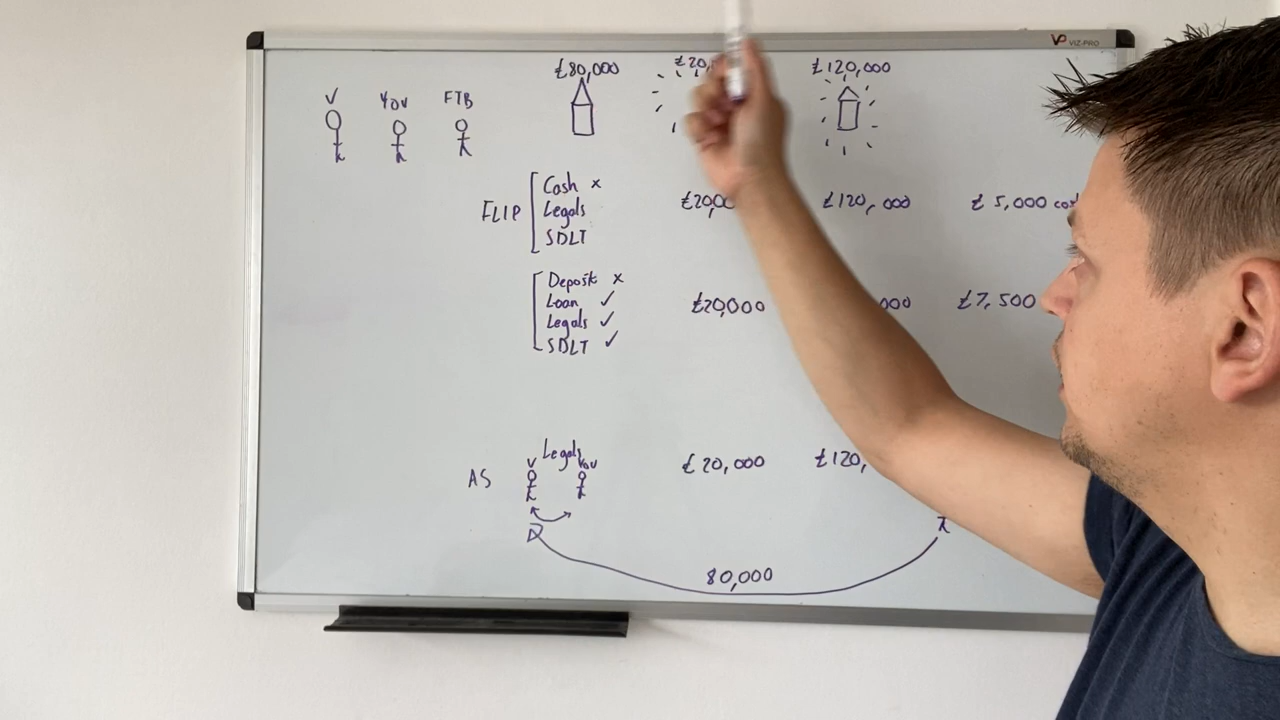 VIZ-PRO
£80,000
£120,000
V YOU FTB
Cash x
FLIP Legals £120,000 £5,000
SDLT
Deposit x
Loan ✓ £20,000 £7,500
Legals ✓
SDLT ✓
Legals
V YOU
AS £20,000
80,000